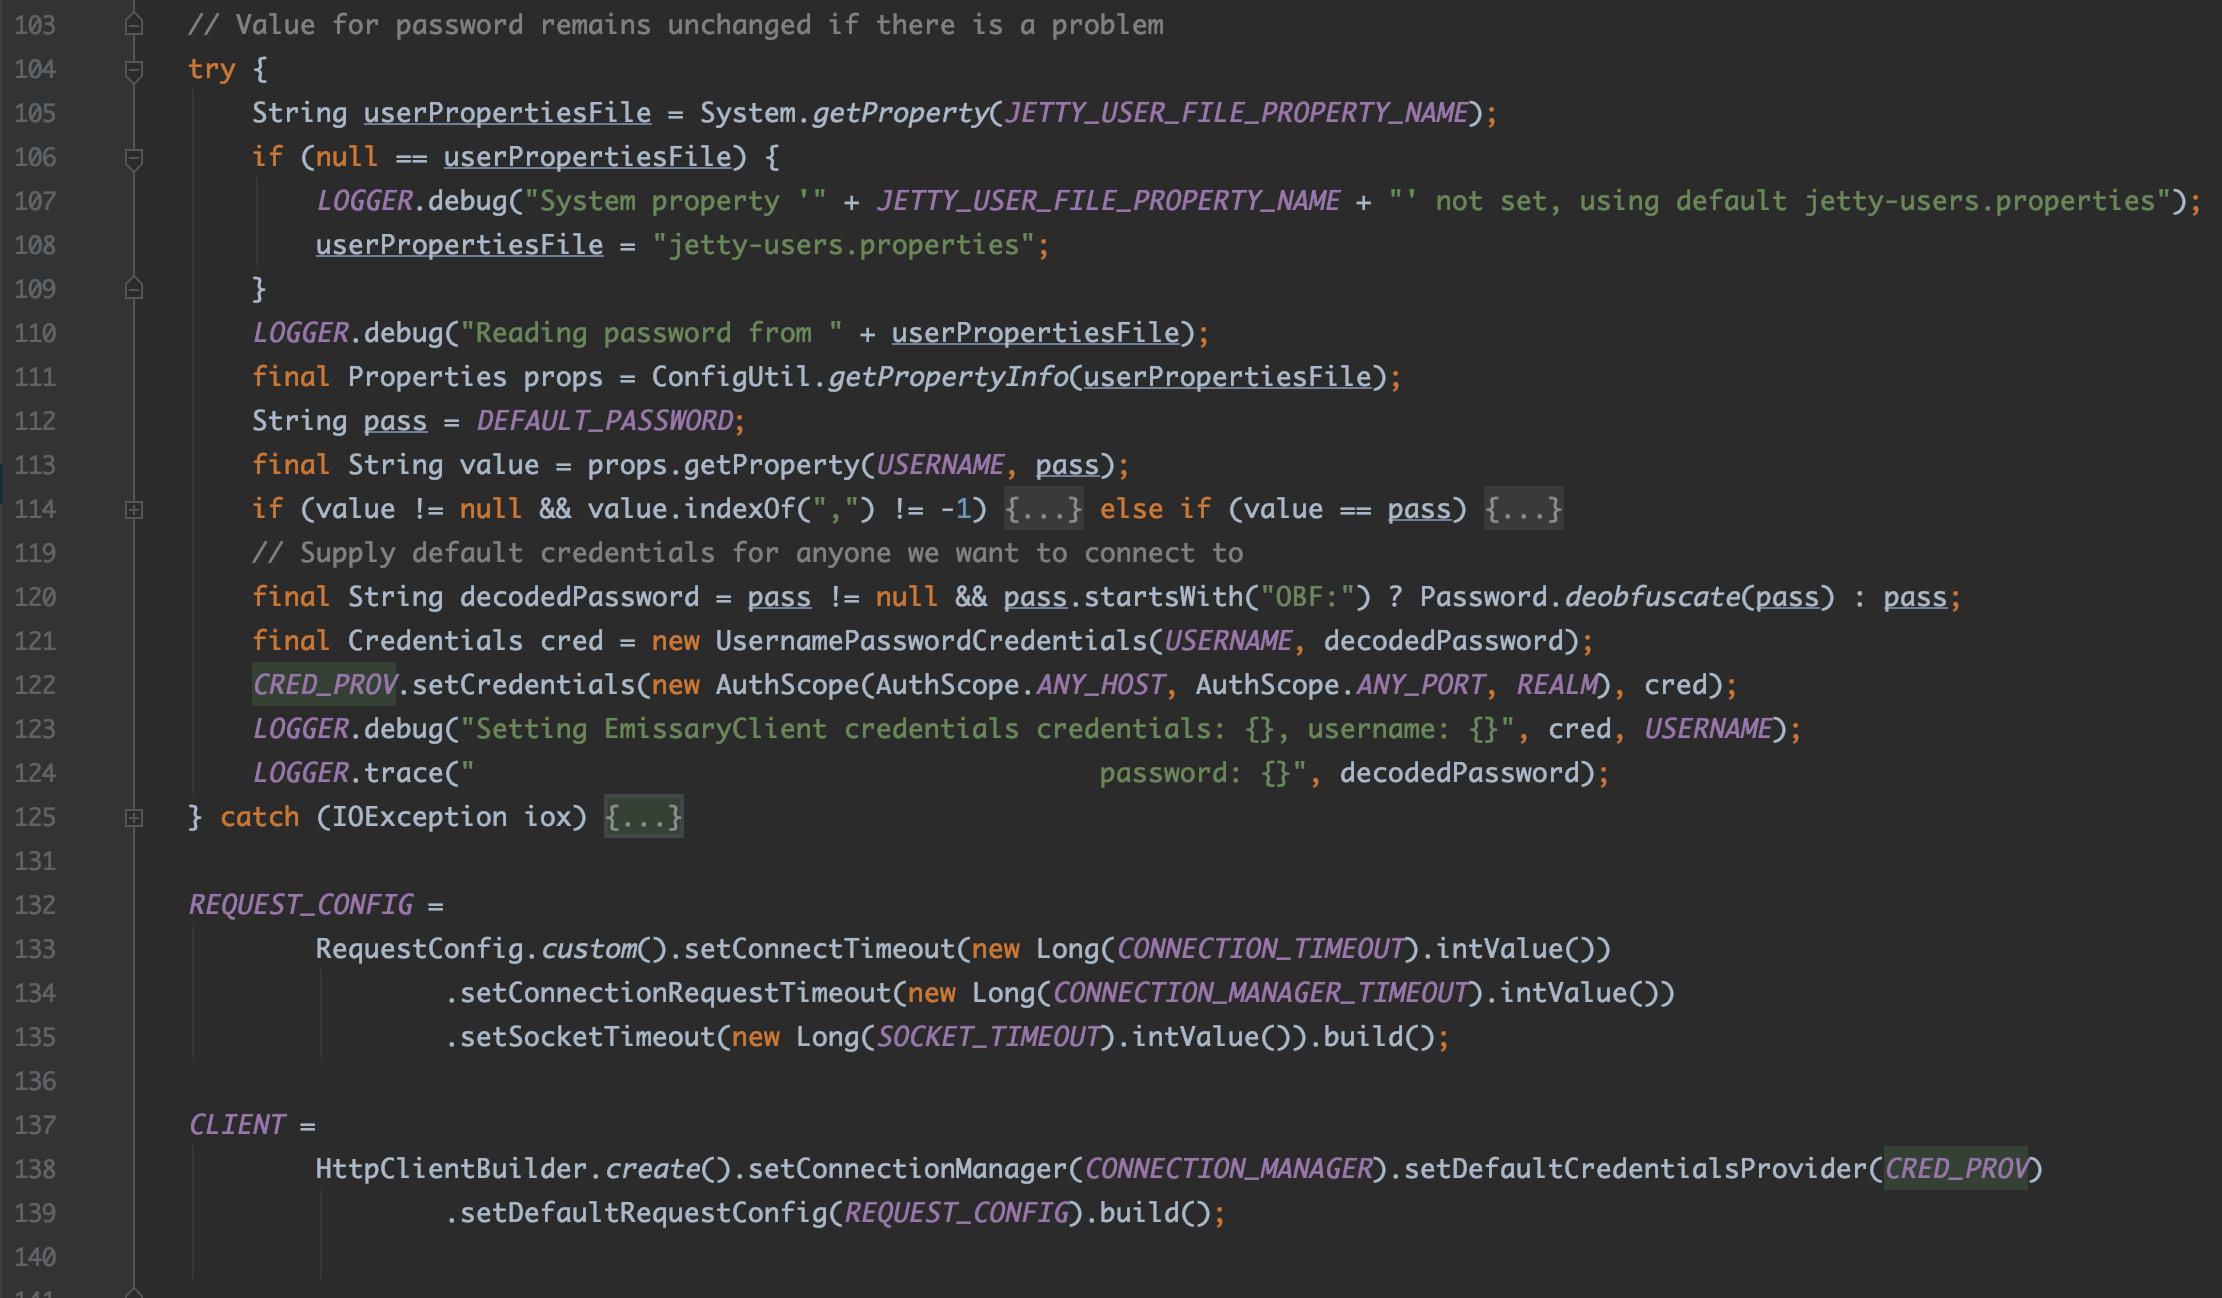 103 // Value for password remains unchanged if there is a problem
104 try {
105 String userPropertiesFile = System.getProperty(JETTY_USER_FILE_PROPERTY_NAME);
106 if (null == userPropertiesFile) {
107 LOGGER.debug("System property '" + JETTY_USER_FILE_PROPERTY_NAME + "' not set, using default jetty-users.properties");
108 userPropertiesFile = "jetty-users.properties";
109 }
110 LOGGER.debug("Reading password from " + userPropertiesFile);
111 final Properties props = ConfigUtil.getPropertyInfo(userPropertiesFile);
112 String pass = DEFAULT_PASSWORD;
113 final String value = props.getProperty(USERNAME, pass);
114 if (value != null && value.indexOf(",") != -1) {...} else if (value == pass) {...}
119 // Supply default credentials for anyone we want to connect to
120 final String decodedPassword = pass != null && pass.startsWith("OBF:") ? Password.deobfuscate(pass) : pass;
121 final Credentials cred = new UsernamePasswordCredentials(USERNAME, decodedPassword);
122 CRED_PROV.setCredentials(new AuthScope(AuthScope.ANY_HOST, AuthScope.ANY_PORT, REALM), cred);
123 LOGGER.debug("Setting EmissaryClient credentials credentials: {}, username: {}", cred, USERNAME);
124 LOGGER.trace("                                       password: {}", decodedPassword);
125 } catch (IOException iox) {...}
131
132 REQUEST_CONFIG =
133 RequestConfig.custom().setConnectTimeout(new Long(CONNECTION_TIMEOUT).intValue())
134 .setConnectionRequestTimeout(new Long(CONNECTION_MANAGER_TIMEOUT).intValue())
135 .setSocketTimeout(new Long(SOCKET_TIMEOUT).intValue()).build();
136
137 CLIENT =
138 HttpClientBuilder.create().setConnectionManager(CONNECTION_MANAGER).setDefaultCredentialsProvider(CRED_PROV)
139 .setDefaultRequestConfig(REQUEST_CONFIG).build();
140
141